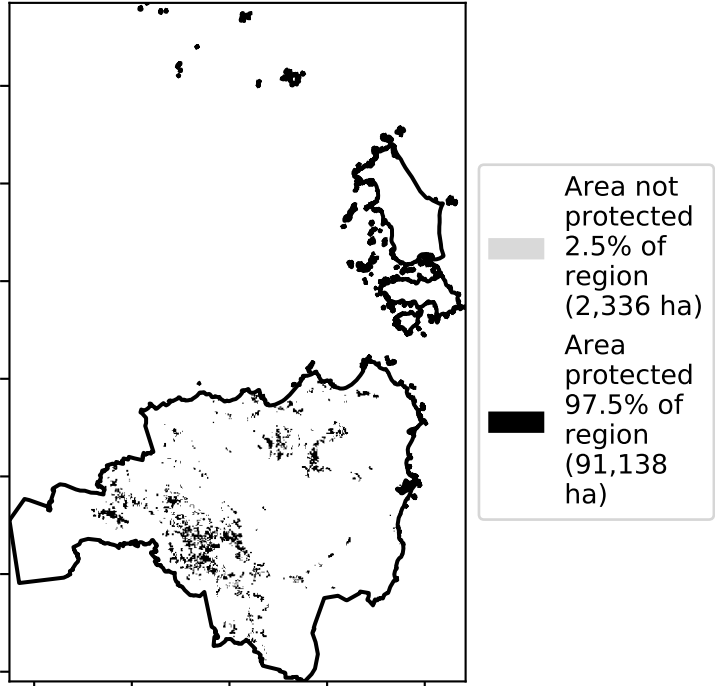 Area not
protected
2.5% of
region
(2,336 ha)
Area
protected
97.5% of
region
(91,138
ha)